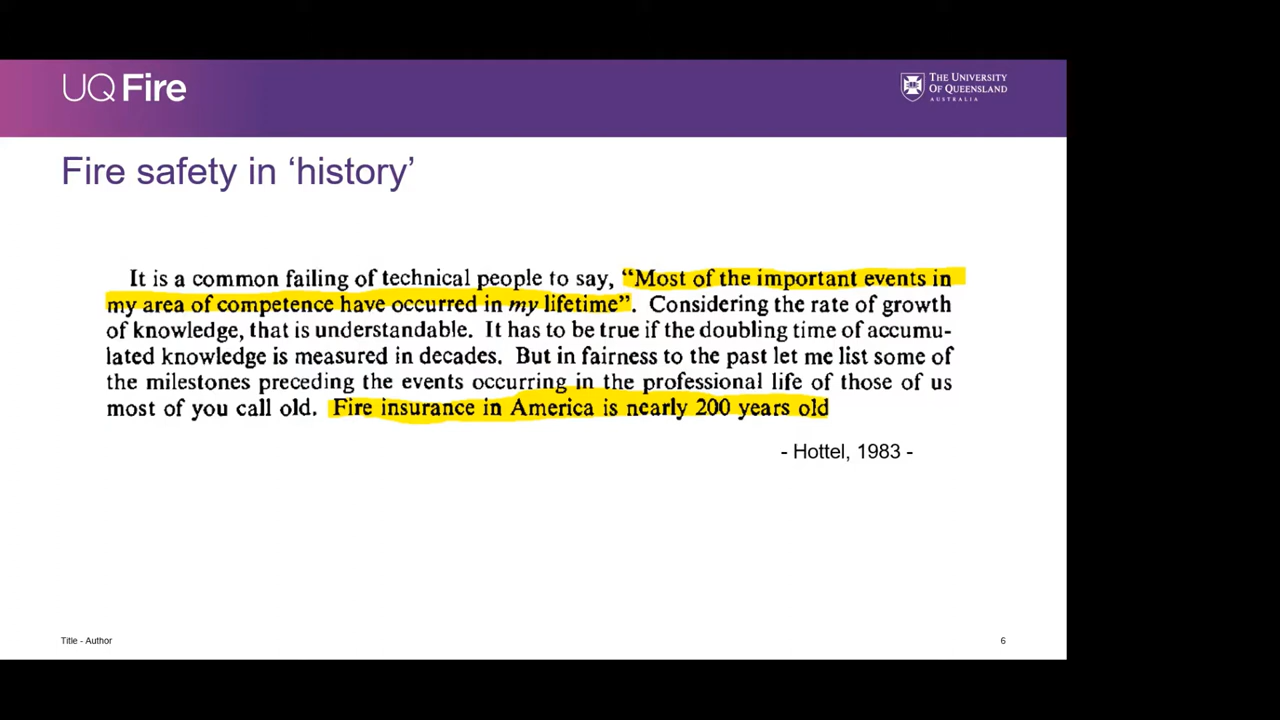 UQ Fire
THE UNIVERSITY
OF QUEENSLAND
AUSTRALIA
Fire safety in ‘history’
It is a common failing of technical people to say, “Most of the important events in
my area of competence have occurred in my lifetime”. Considering the rate of growth
of knowledge, that is understandable. It has to be true if the doubling time of accumu-
lated knowledge is measured in decades. But in fairness to the past let me list some of
the milestones preceding the events occurring in the professional life of those of us
most of you call old. Fire insurance in America is nearly 200 years old
- Hottel, 1983 -
Title - Author
6